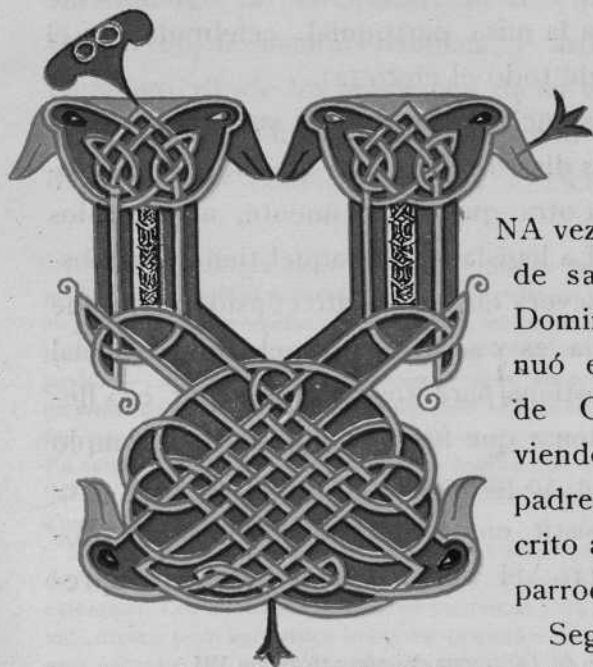 UNA vez
de sa
Domin
nuó e
de C
viendo
padre
crito a
parroc
Seg